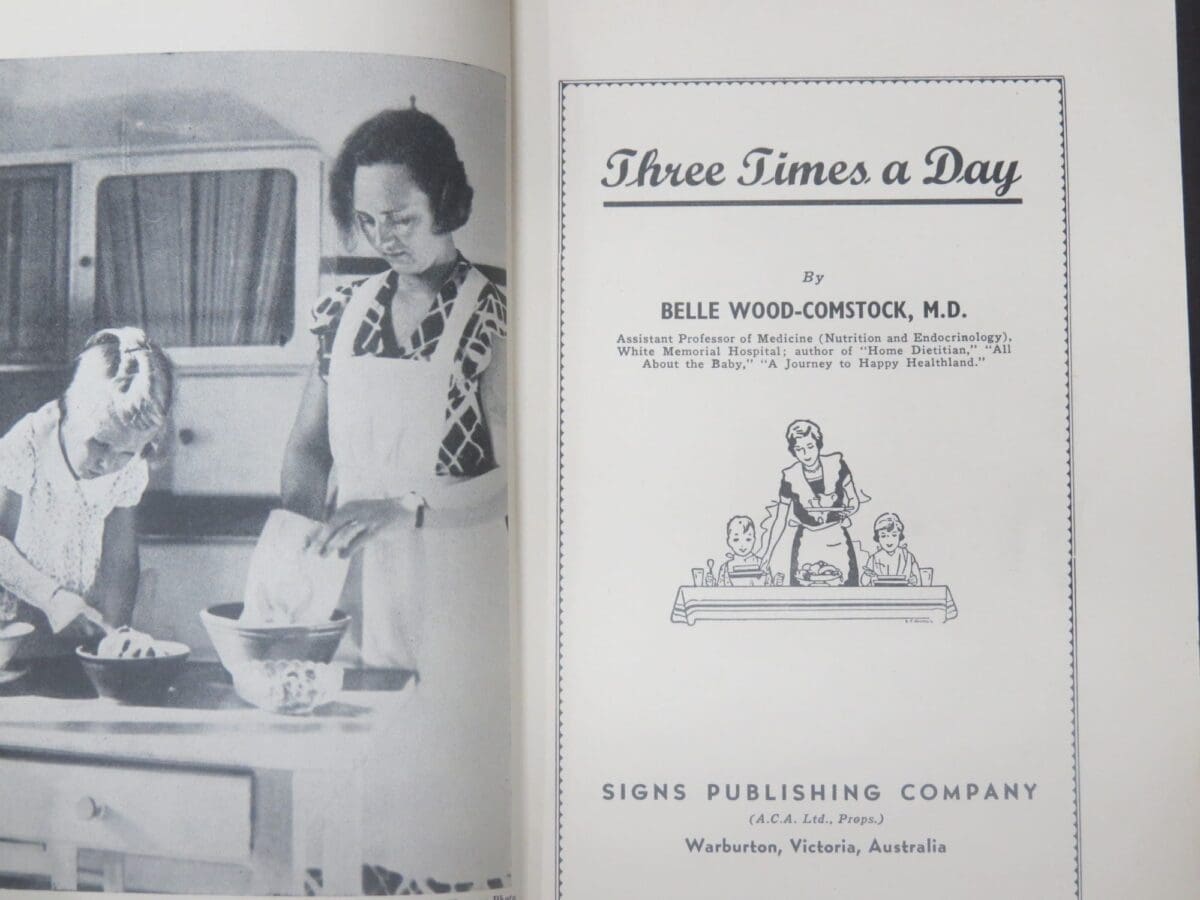 Three Times a Day
By
BELLE WOOD-COMSTOCK, M.D.
Assistant Professor of Medicine (Nutrition and Endocrinology),
White Memorial Hospital; author of "Home Dietitian," "All
About the Baby," "A Journey to Happy Healthland."
SIGNS PUBLISHING COMPANY
(A.C.A. Ltd., Props.)
Warburton, Victoria, Australia